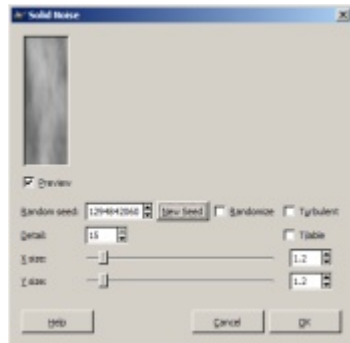 Solid Noise
Preview
Random seed: 1294842060 New Seed Randomize Turbulent
Detail: 15 Tilable
X size: 1.2
Y size: 1.2
Help Cancel OK